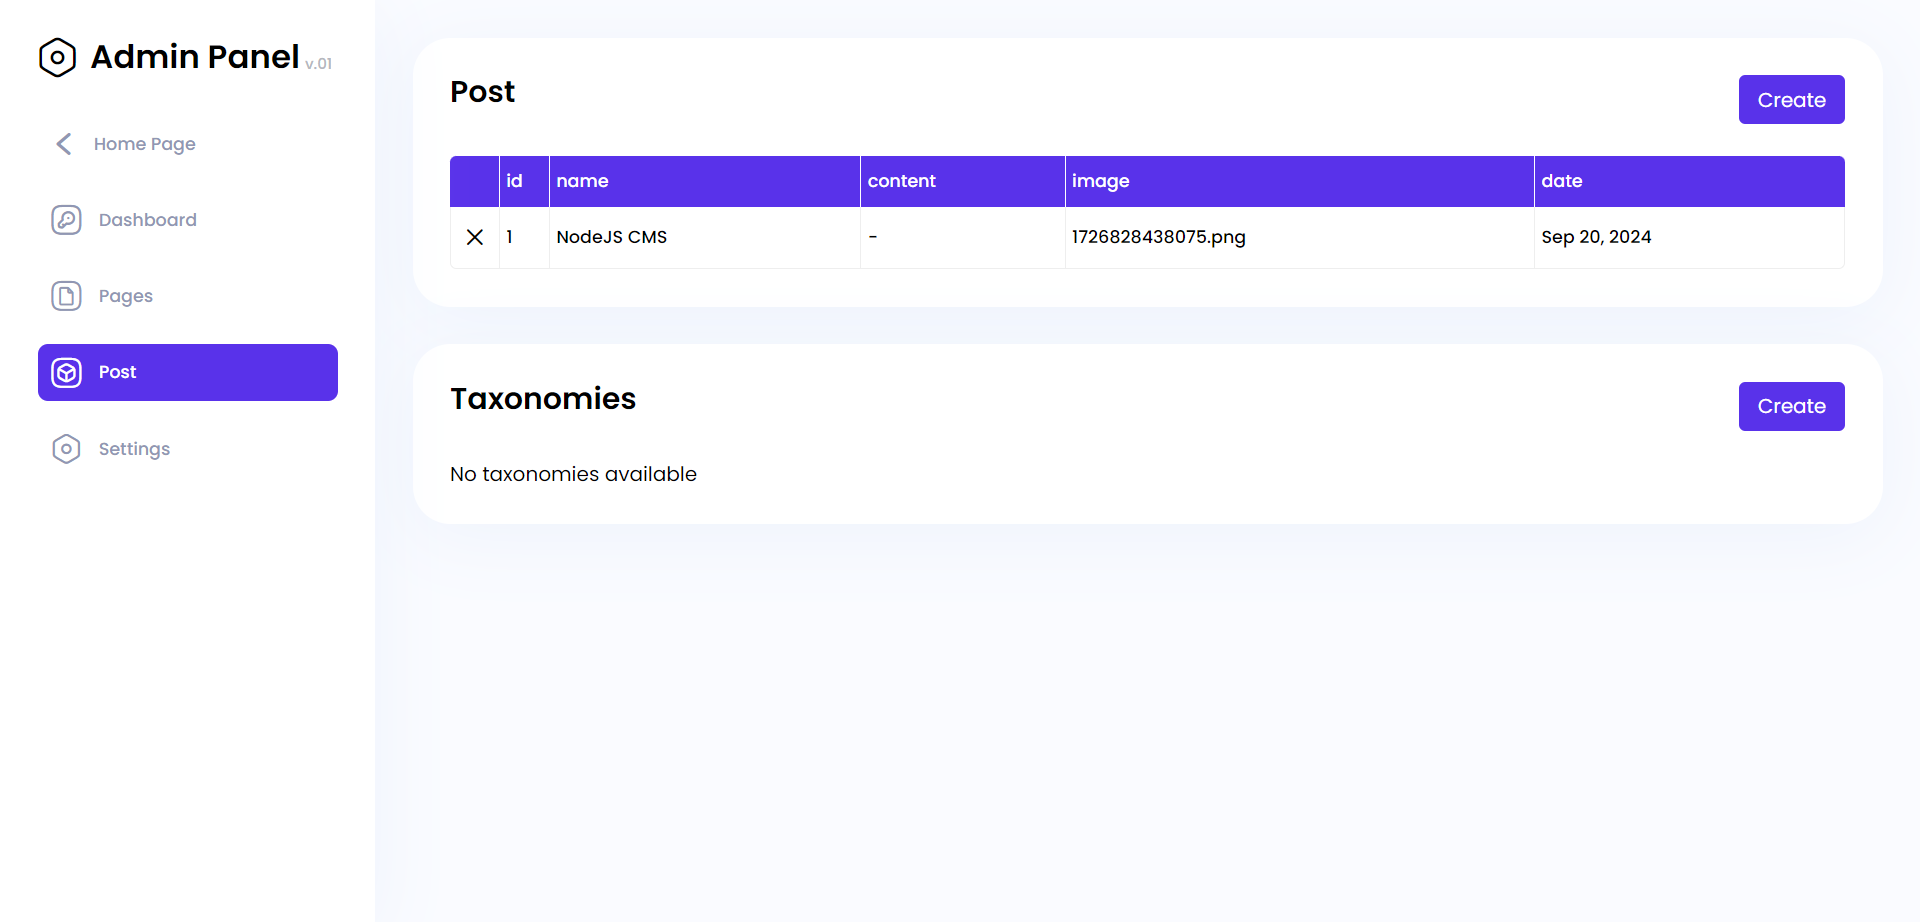 Admin Panel v.01
Home Page
Dashboard
Pages
Post
Settings
Post
Create
id name content image date
1 NodeJS CMS - 1726828438075.png Sep 20, 2024
Taxonomies
Create
No taxonomies available